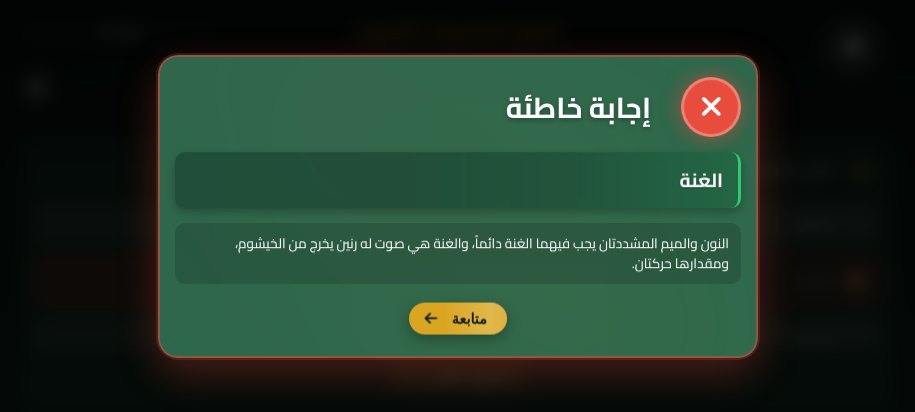 إجابة خاطئة
الغنة
النون والميم المشددتان يجب فيهما الغنة دائماً، والغنة هي صوت له رنين يخرج من الخيشوم،
ومقدارها حركتان.
متابعة